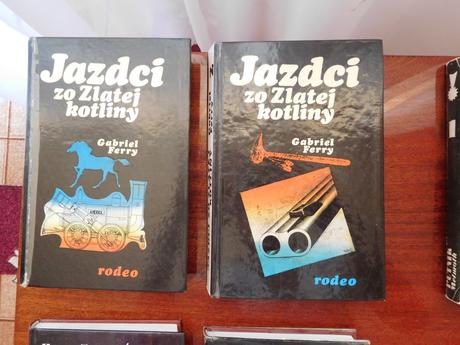 Jazdci
zo Zlatej
kotliny
Gabriel
Ferry
rodeo
Jazdci
zo Zlatej
kotliny
Gabriel
Ferry
rodeo